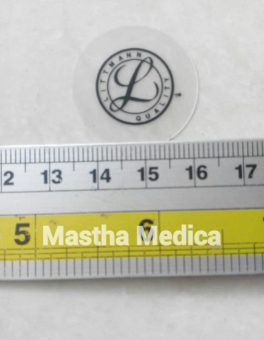 LITTMANN QUALITY
L
2 13 14 15 16 17
5 6
Mastha Medica